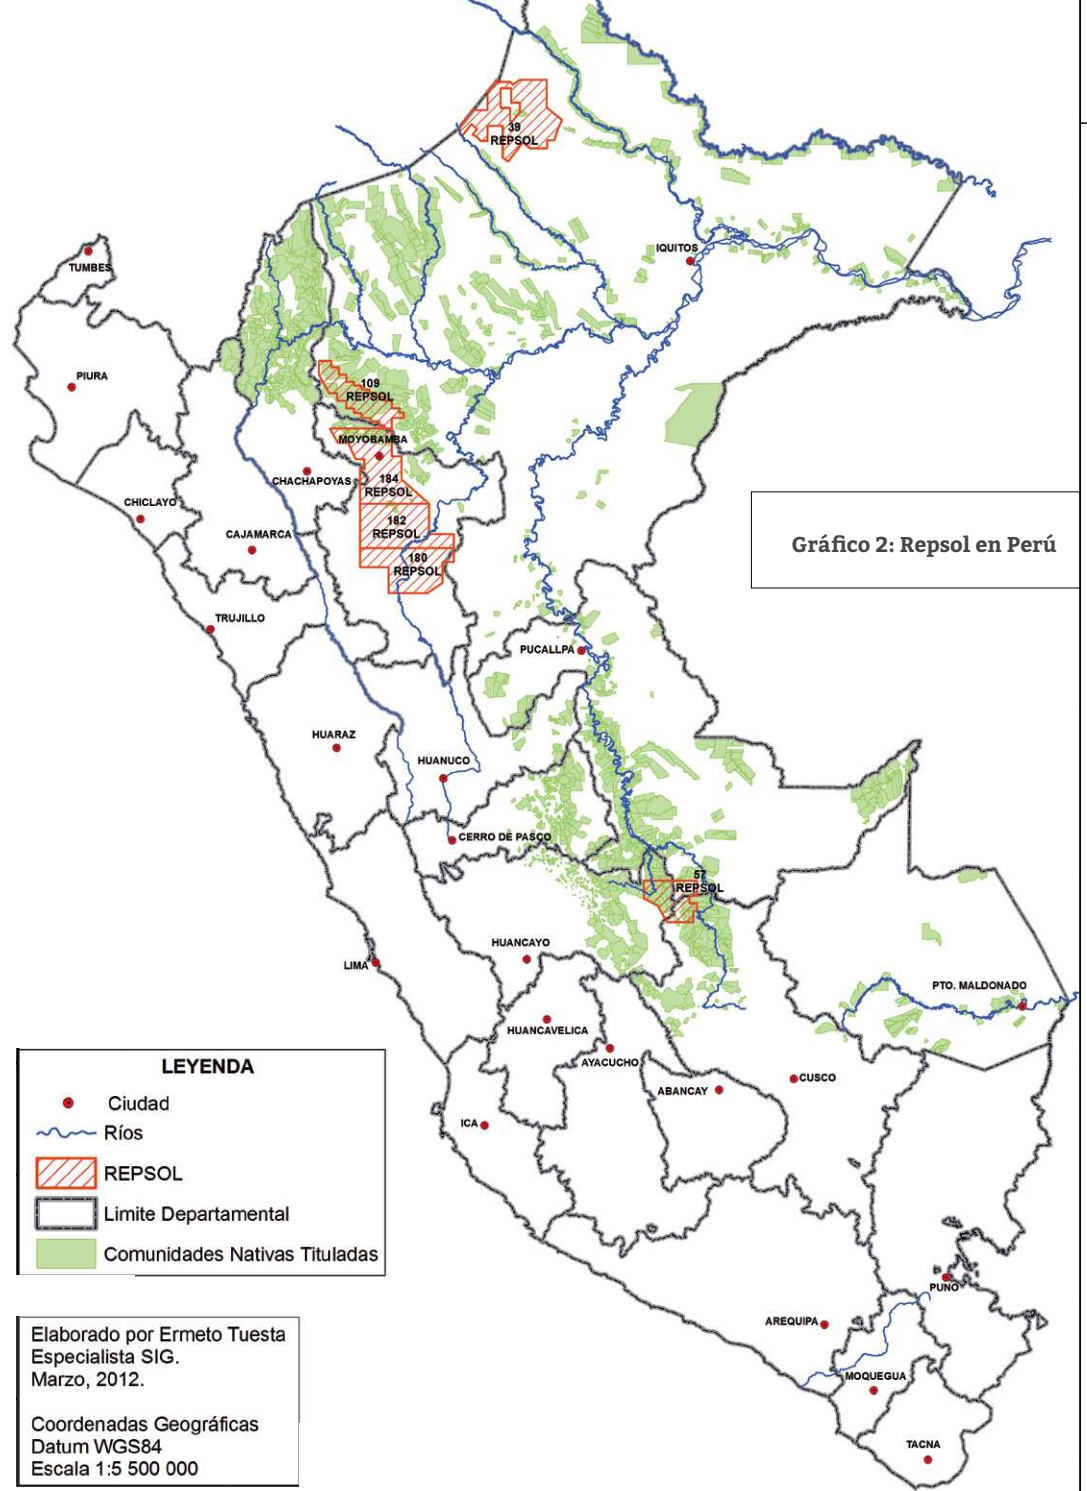 39
REPSOL
IQUITOS
TUMBES
PIURA
109
REPSOL
MOYOBAMBA
CHACHAPOYAS
184
REPSOL
CHICLAYO
182
REPSOL
CAJAMARCA
Gráfico 2: Repsol en Perú
180
REPSOL
TRUJILLO
PUCALLPA
HUARAZ
HUANUCO
CERRO DE PASCO
57
REPSOL
HUANCAYO
LIMA
PTO. MALDONADO
HUANCAVELICA
AYACUCHO
ABANCAY
CUSCO
ICA
LEYENDA
Ciudad
Ríos
REPSOL
Limite Departamental
Comunidades Nativas Tituladas
PUNO
AREQUIPA
MOQUEGUA
TACNA
Elaborado por Ermeto Tuesta
Especialista SIG.
Marzo, 2012.
Coordenadas Geográficas
Datum WGS84
Escala 1:5 500 000